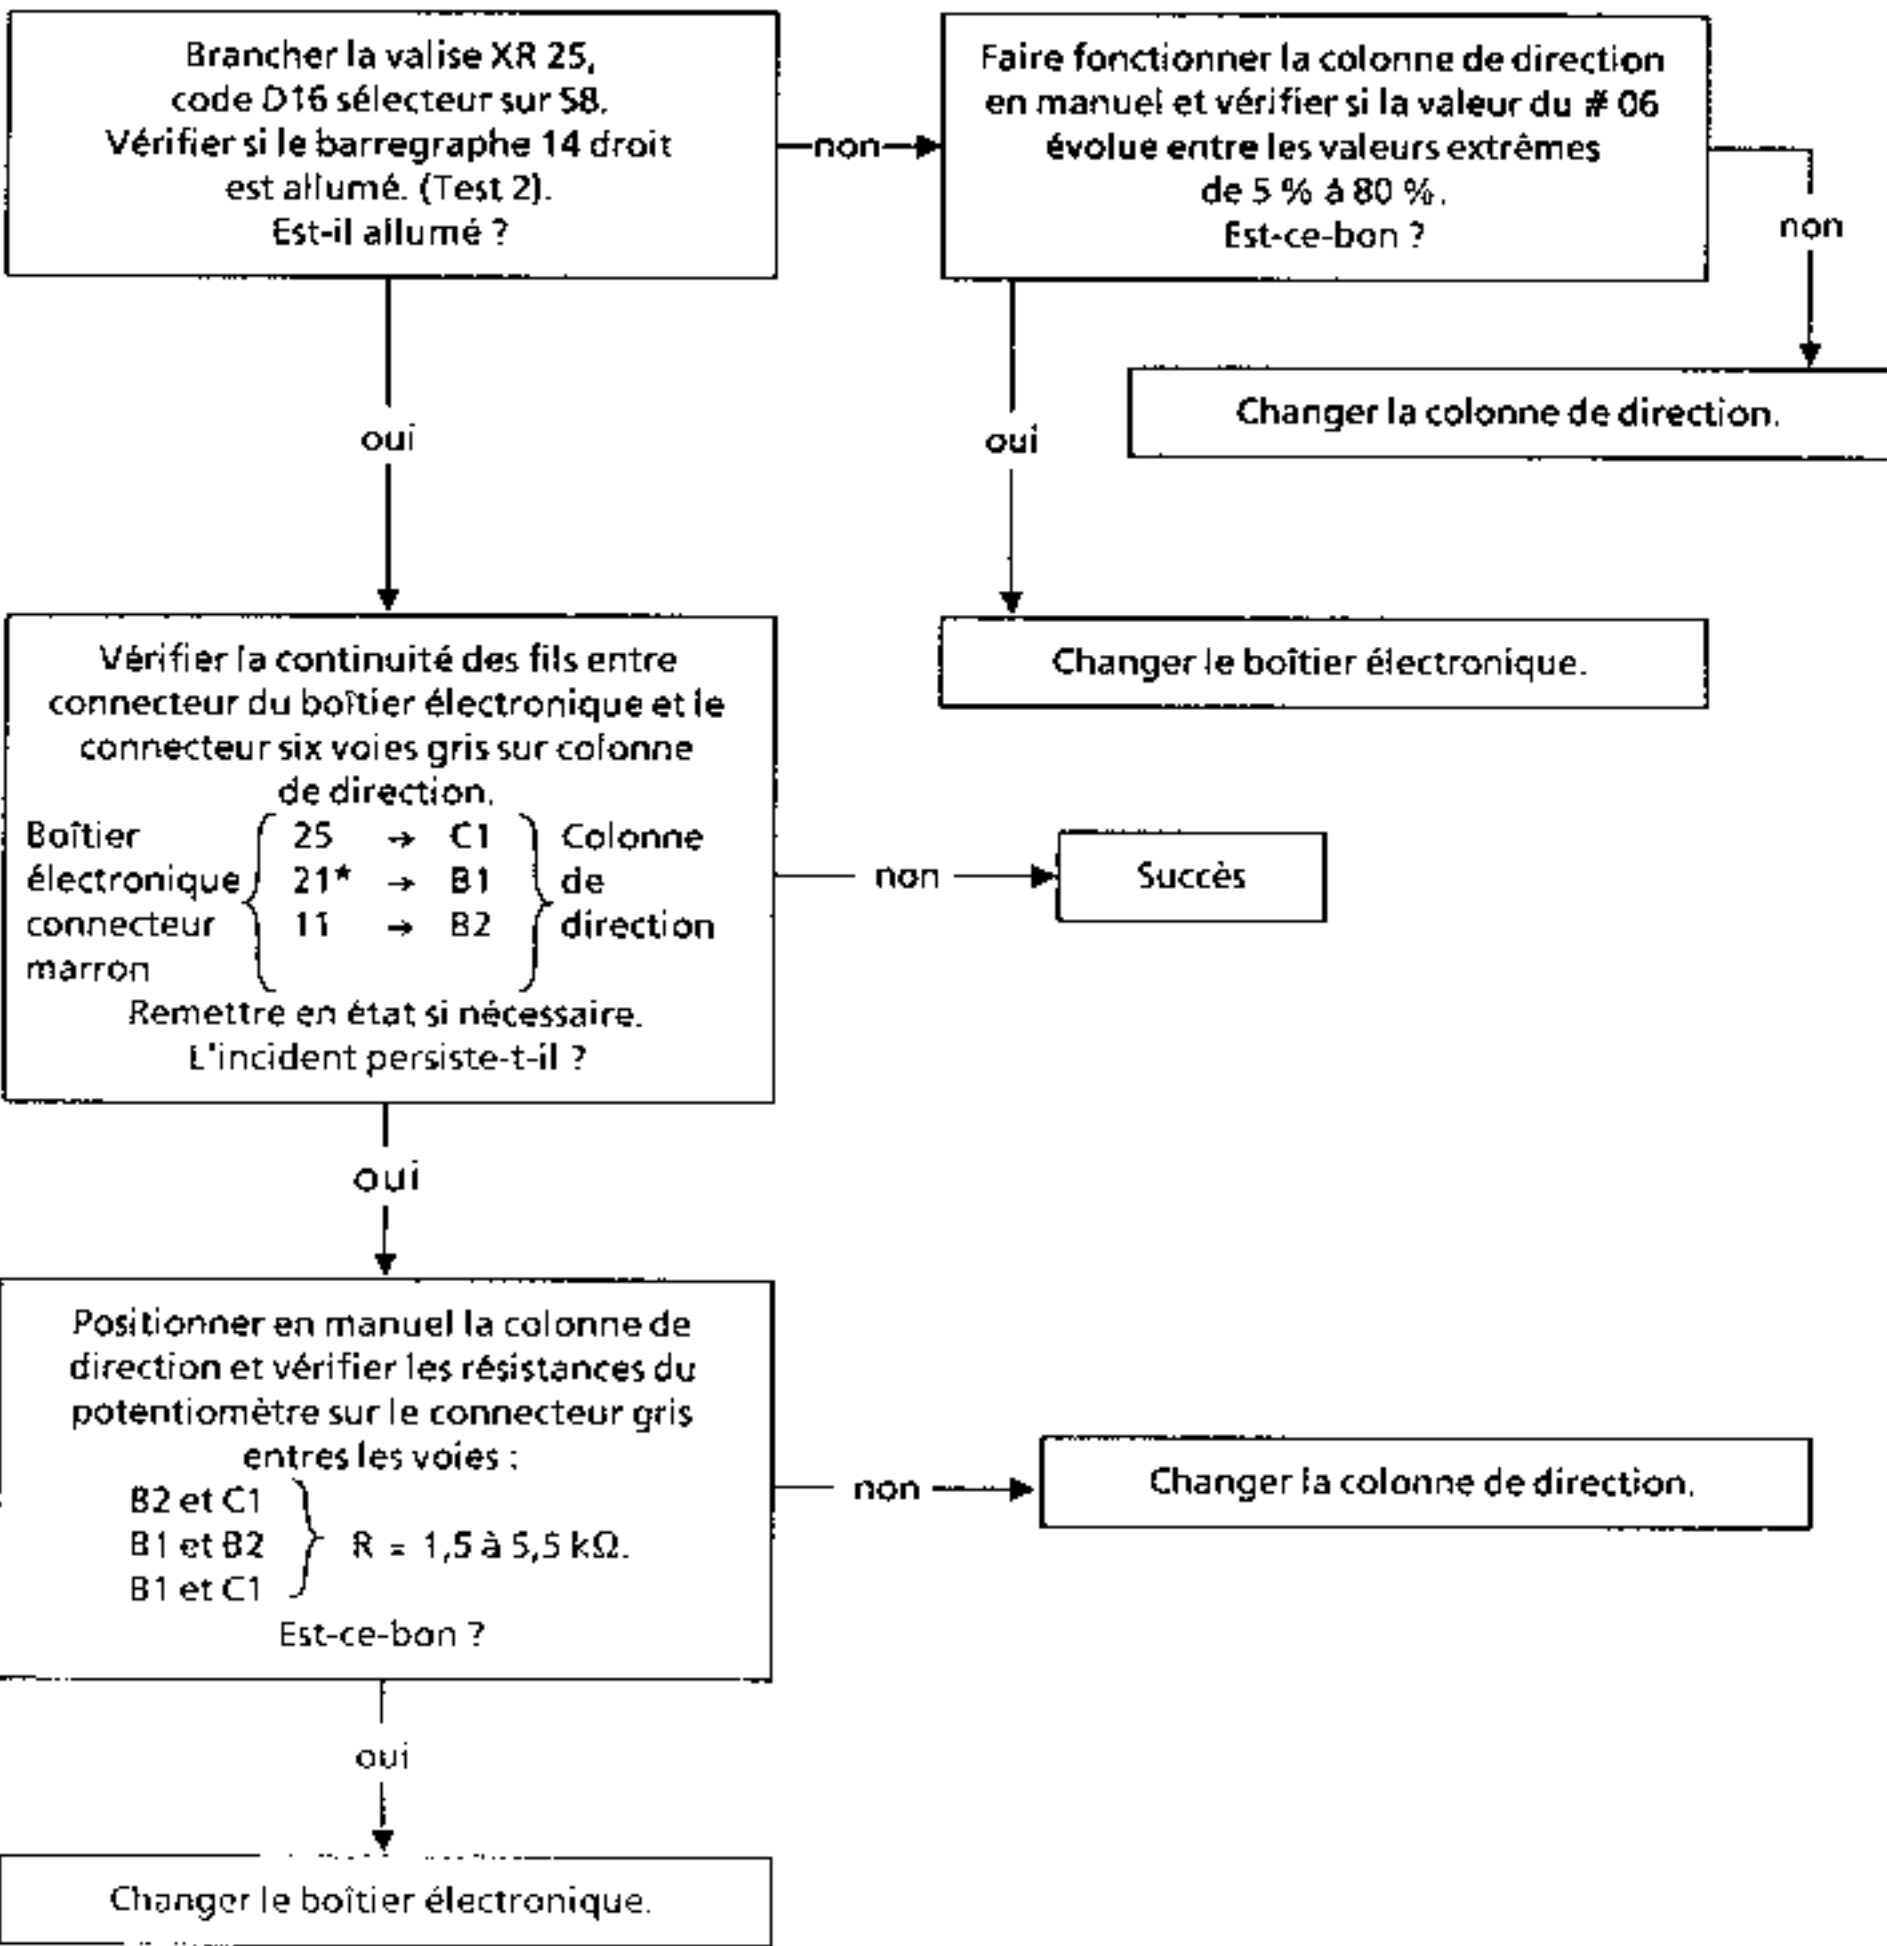 Brancher la valise XR 25,
code D16 sélecteur sur S8.
Vérifier si le barregraphe 14 droit
est allumé. (Test 2).
Est-il allumé ?
non
Faire fonctionner la colonne de direction
en manuel et vérifier si la valeur du # 06
évolue entre les valeurs extrêmes
de 5 % à 80 %.
Est-ce-bon ?
non
oui
oui
Changer la colonne de direction.
Changer le boîtier électronique.
Vérifier la continuité des fils entre
connecteur du boîtier électronique et le
connecteur six voies gris sur colonne
de direction.
Boîtier 25 → C1 Colonne
électronique 21* → B1 de
connecteur 11 → B2 direction
marron
Remettre en état si nécessaire.
L'incident persiste-t-il ?
non
Succès
oui
Positionner en manuel la colonne de
direction et vérifier les résistances du
potentiomètre sur le connecteur gris
entres les voies :
B2 et C1
B1 et B2 R = 1,5 à 5,5 kΩ.
B1 et C1
Est-ce-bon ?
non
Changer la colonne de direction.
oui
Changer le boîtier électronique.